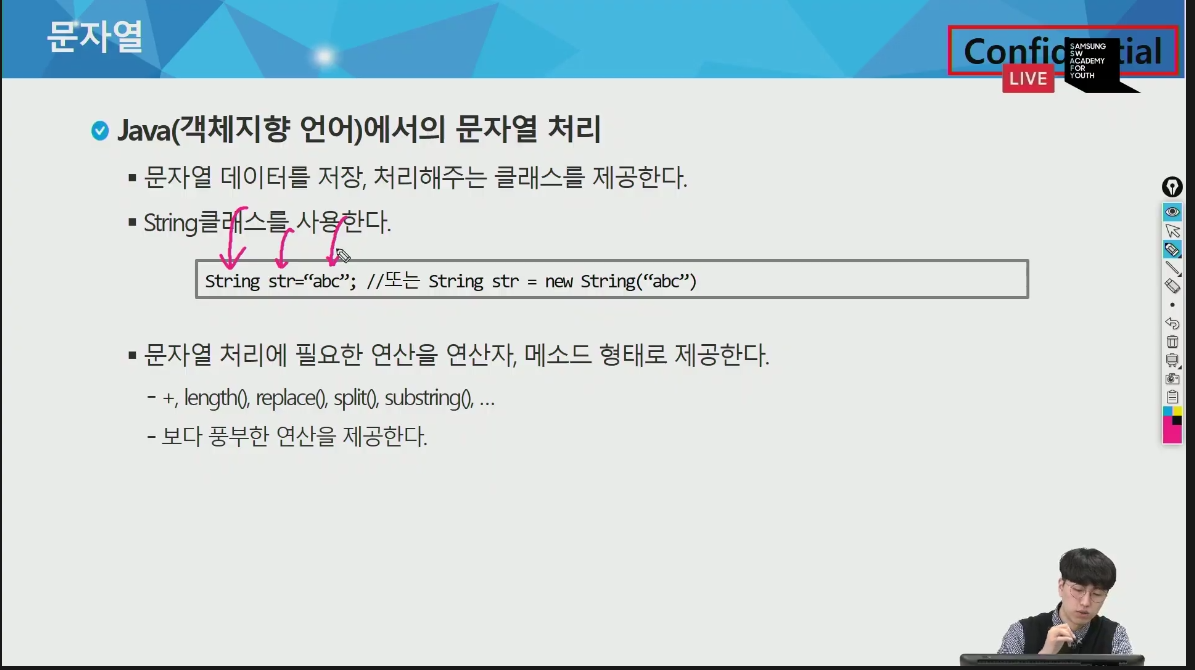 문자열
SAMSUNG
SW
ACADEMY
FOR
YOUTH
LIVE
Java(객체지향 언어)에서의 문자열 처리
▪ 문자열 데이터를 저장, 처리해주는 클래스를 제공한다.
▪ String클래스를 사용한다.
String str=“abc”; //또는 String str = new String(“abc”)
▪ 문자열 처리에 필요한 연산을 연산자, 메소드 형태로 제공한다.
- +, length(), replace(), split(), substring(), …
- 보다 풍부한 연산을 제공한다.